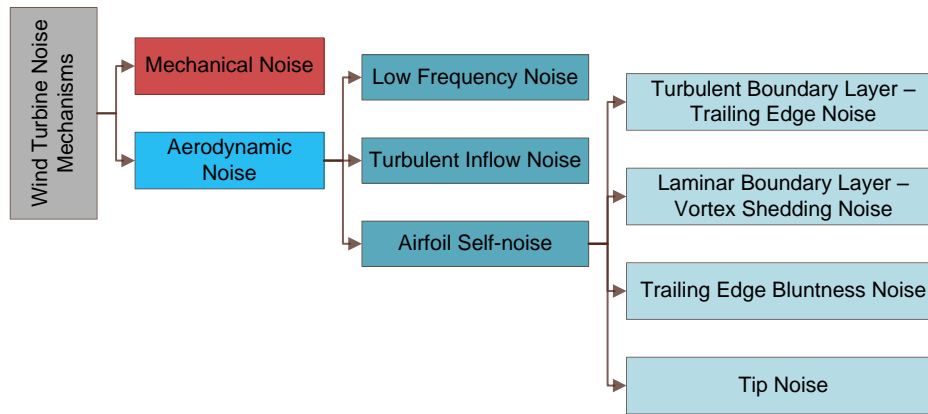 Wind Turbine Noise
Mechanisms
Mechanical Noise
Aerodynamic
Noise
Low Frequency Noise
Turbulent Inflow Noise
Airfoil Self-noise
Turbulent Boundary Layer –
Trailing Edge Noise
Laminar Boundary Layer –
Vortex Shedding Noise
Trailing Edge Bluntness Noise
Tip Noise